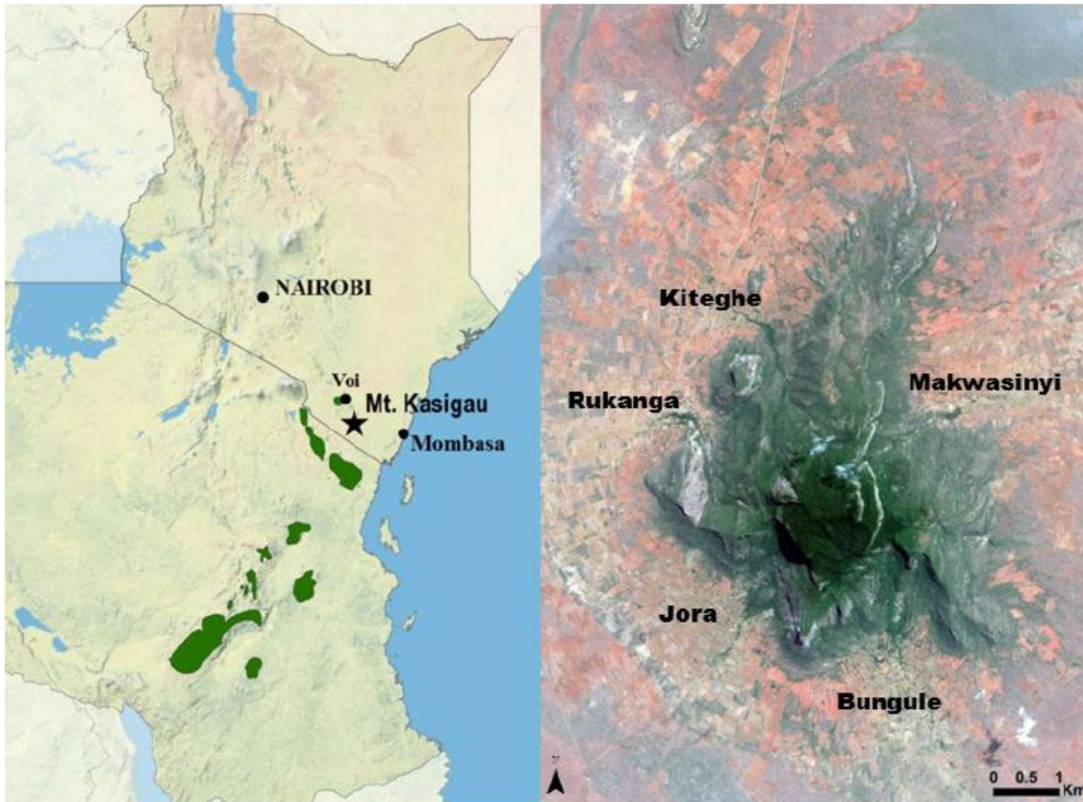 NAIROBI
Voi
Mt. Kasigau
Mombasa
Kiteghe
Makwasinyi
Rukanga
Jora
Bungule
0 0.5 1
Km